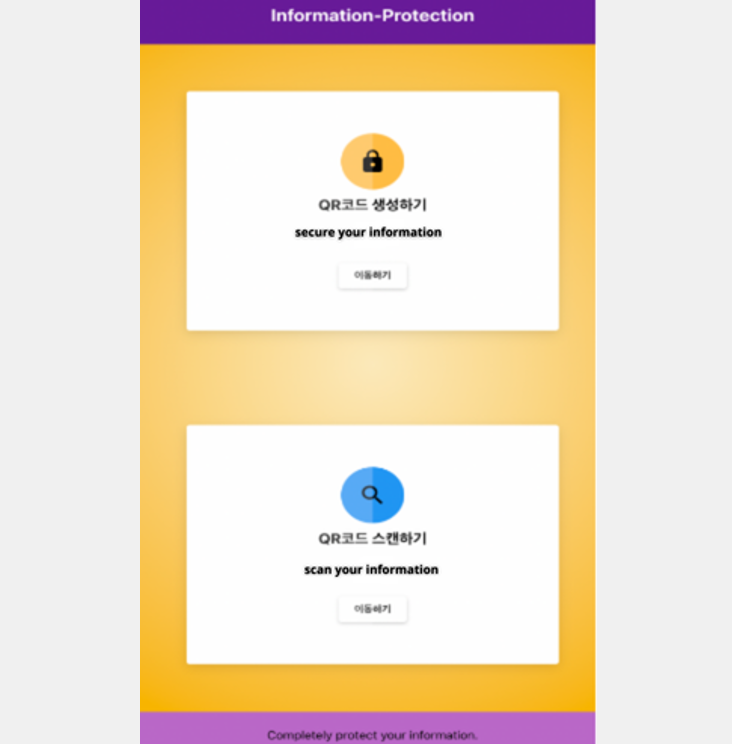 Information-Protection
QR코드 생성하기
secure your information
이동하기
QR코드 스캔하기
scan your information
이동하기
Completely protect your information.